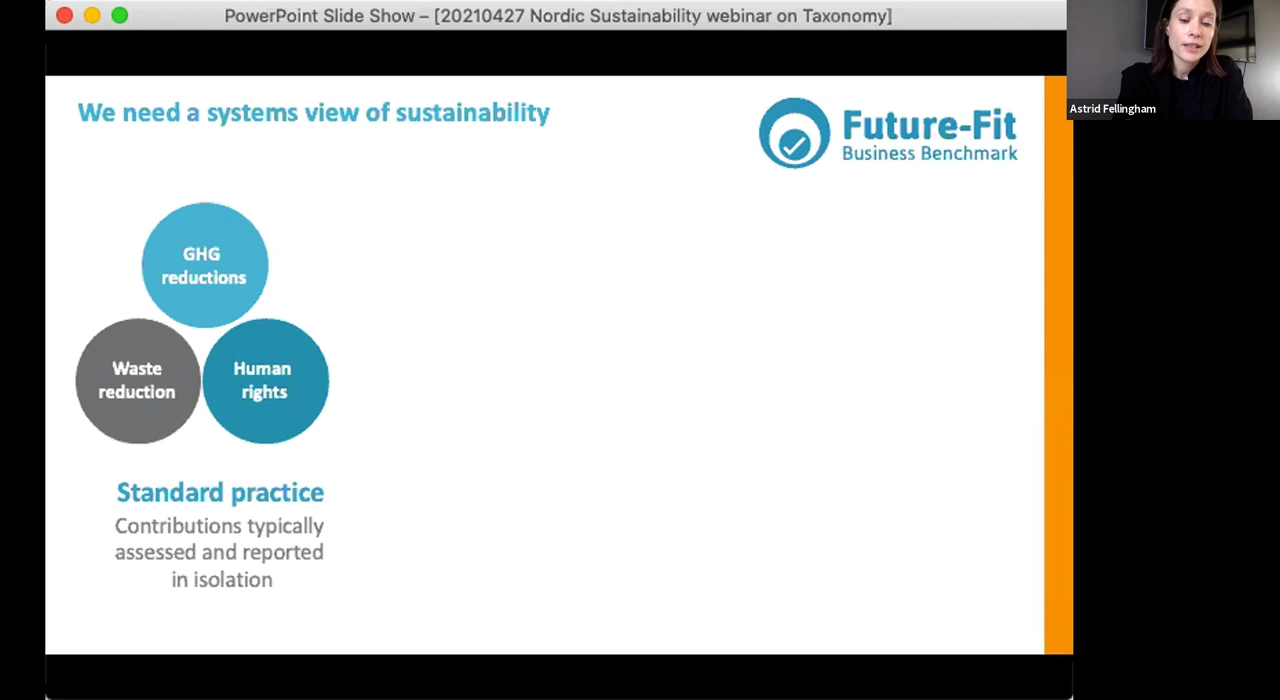 PowerPoint Slide Show – [20210427 Nordic Sustainability webinar on Taxonomy]
Astrid Fellingham
We need a systems view of sustainability
Future-Fit
Business Benchmark
GHG
reductions
Waste
reduction
Human
rights
Standard practice
Contributions typically
assessed and reported
in isolation